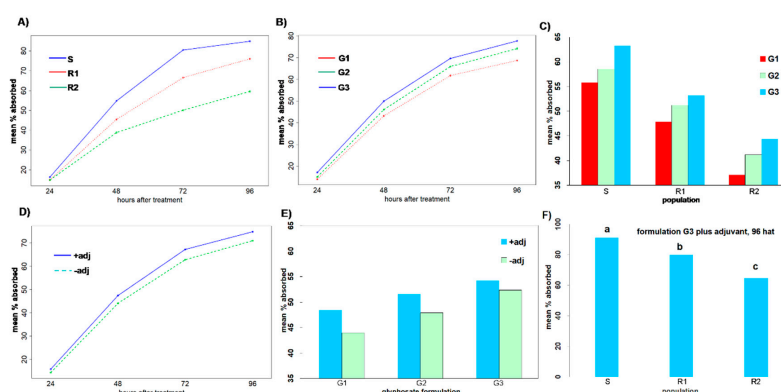 A)
S
R1
R2
mean % absorbed
80
70
60
50
40
30
20
24
48
72
96
hours after treatment
B)
G1
G2
G3
mean % absorbed
80
70
60
50
40
30
20
24
48
72
96
hours after treatment
C)
G1
G2
G3
mean % absorbed
65
60
55
50
45
40
35
S
R1
R2
population
D)
+adj
-adj
mean % absorbed
70
60
50
40
30
20
24
48
72
96
hours after treatment
E)
+adj
-adj
mean % absorbed
65
60
55
50
45
40
35
G1
G2
G3
glyphosate formulation
F)
formulation G3 plus adjuvant, 96 hat
a
b
c
mean % absorbed
100
80
60
40
20
0
S
R1
R2
population